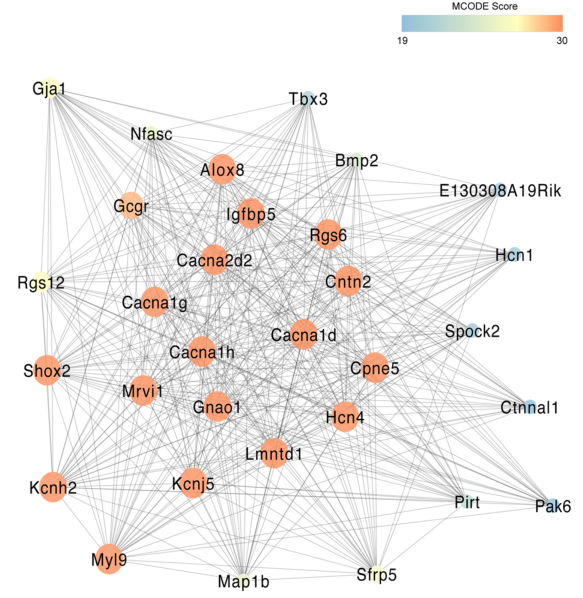 MCODE Score
19 30
Gja1
Tbx3
Nfasc
Bmp2
Alox8
E130308A19Rik
Gcgr
Igfbp5
Rgs6
Hcn1
Cacna2d2
Rgs12
Cntn2
Cacna1g
Spock2
Cacna1d
Cacna1h
Shox2
Cpne5
Mrvi1
Gnao1
Ctnnal1
Hcn4
Lmntd1
Kcnh2
Kcnj5
Pirt
Pak6
Myl9
Map1b
Sfrp5